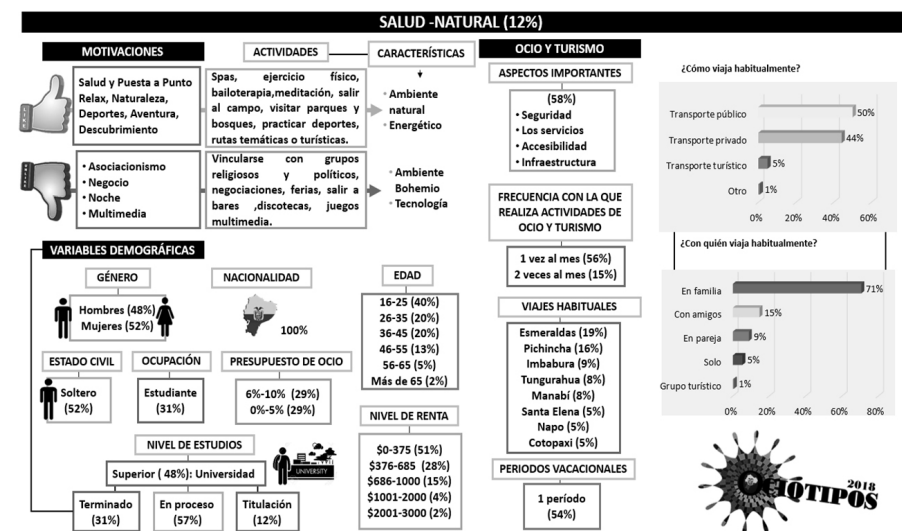 SALUD -NATURAL (12%)
MOTIVACIONES
ACTIVIDADES
CARACTERÍSTICAS
Salud y Puesta a Punto
Relax, Naturaleza,
Deportes, Aventura,
Descubrimiento
Spas, ejercicio físico,
bailoterapia,meditación, salir
al campo, visitar parques y
bosques, practicar deportes,
rutas temáticas o turísticas.
• Ambiente
natural
• Energético
• Asociacionismo
• Negocio
• Noche
• Multimedia
Vincularse con grupos
religiosos y políticos,
negociaciones, ferias, salir a
bares ,discotecas, juegos
multimedia.
• Ambiente
Bohemio
• Tecnología
VARIABLES DEMOGRÁFICAS
GÉNERO
Hombres (48%)
Mujeres (52%)
NACIONALIDAD
100%
EDAD
16-25 (40%)
26-35 (20%)
36-45 (20%)
46-55 (13%)
56-65 (5%)
Más de 65 (2%)
ESTADO CIVIL
Soltero
(52%)
OCUPACIÓN
Estudiante
(31%)
PRESUPUESTO DE OCIO
6%-10% (29%)
0%-5% (29%)
NIVEL DE RENTA
$0-375 (51%)
$376-685 (28%)
$686-1000 (15%)
$1001-2000 (4%)
$2001-3000 (2%)
NIVEL DE ESTUDIOS
UNIVERSITY
Superior ( 48%): Universidad
Terminado
(31%)
En proceso
(57%)
Titulación
(12%)
OCIO Y TURISMO
ASPECTOS IMPORTANTES
(58%)
• Seguridad
• Los servicios
• Accesibilidad
• Infraestructura
FRECUENCIA CON LA QUE
REALIZA ACTIVIDADES DE
OCIO Y TURISMO
1 vez al mes (56%)
2 veces al mes (15%)
VIAJES HABITUALES
Esmeraldas (19%)
Pichincha (16%)
Imbabura (9%)
Tungurahua (8%)
Manabí (8%)
Santa Elena (5%)
Napo (5%)
Cotopaxi (5%)
PERIODOS VACACIONALES
1 período
(54%)
¿Cómo viaja habitualmente?
Transporte público 50%
Transporte privado 44%
Transporte turístico 5%
Otro 1%
0% 20% 40% 60%
¿Con quién viaja habitualmente?
En familia 71%
Con amigos 15%
En pareja 9%
Solo 5%
Grupo turístico 1%
0% 20% 40% 60% 80%
2018
IÓTIPOS